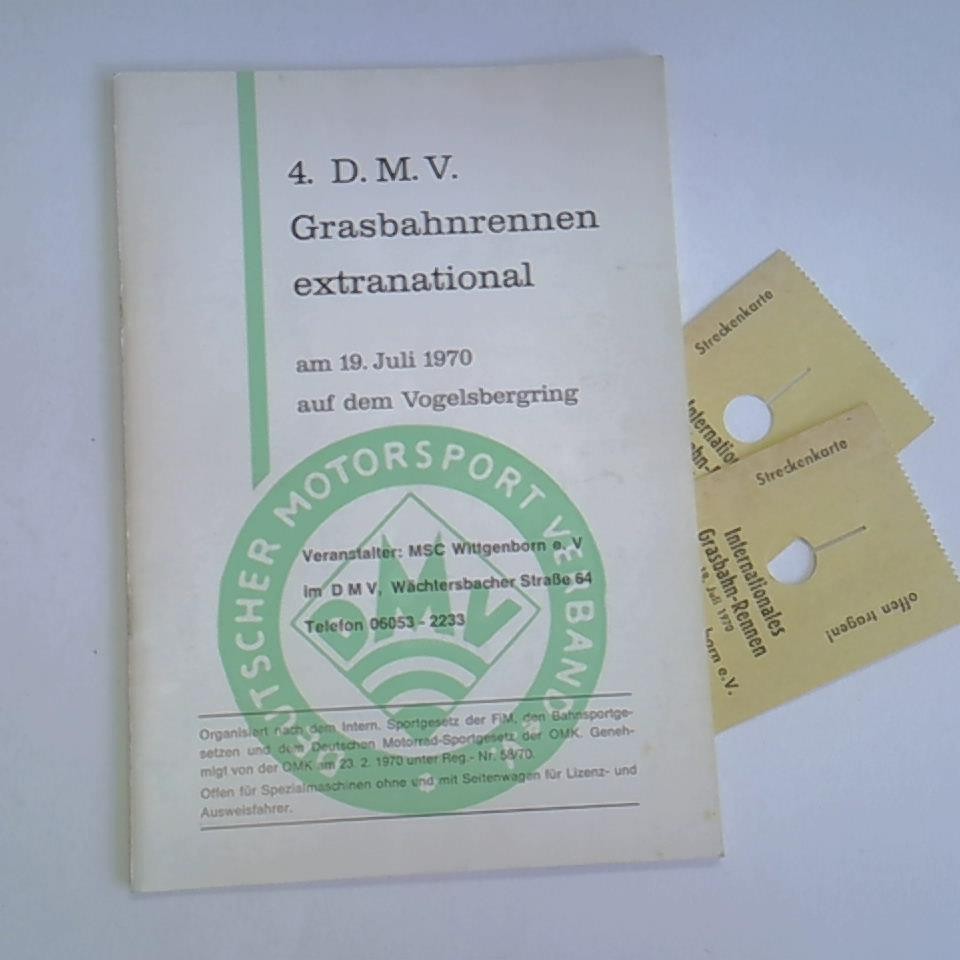 4. D. M. V.
Grasbahnrennen
extranational
am 19. Juli 1970
auf dem Vogelsbergring
DEUTSCHER MOTORSPORT VERBAND
DMV
Veranstalter: MSC Wittgenborn e. V
im D M V, Wächtersbacher Straße 64
Telefon 06053 - 2233
Organisiert nach dem Intern. Sportgesetz der FIM, den Bahnsportge-
setzen und dem Deutschen Motorrad-Sportgesetz der OMK. Geneh-
migt von der OMK am 23. 2. 1970 unter Reg.- Nr. 58/70.
Offen für Spezialmaschinen ohne und mit Seitenwagen für Lizenz- und
Ausweisfahrer.
Streckenkarte
Internatio
ahn-
Streckenkarte
Internationales
Grasbahn-Rennen
19. Juli 1970
born e.V.
offen tragen!